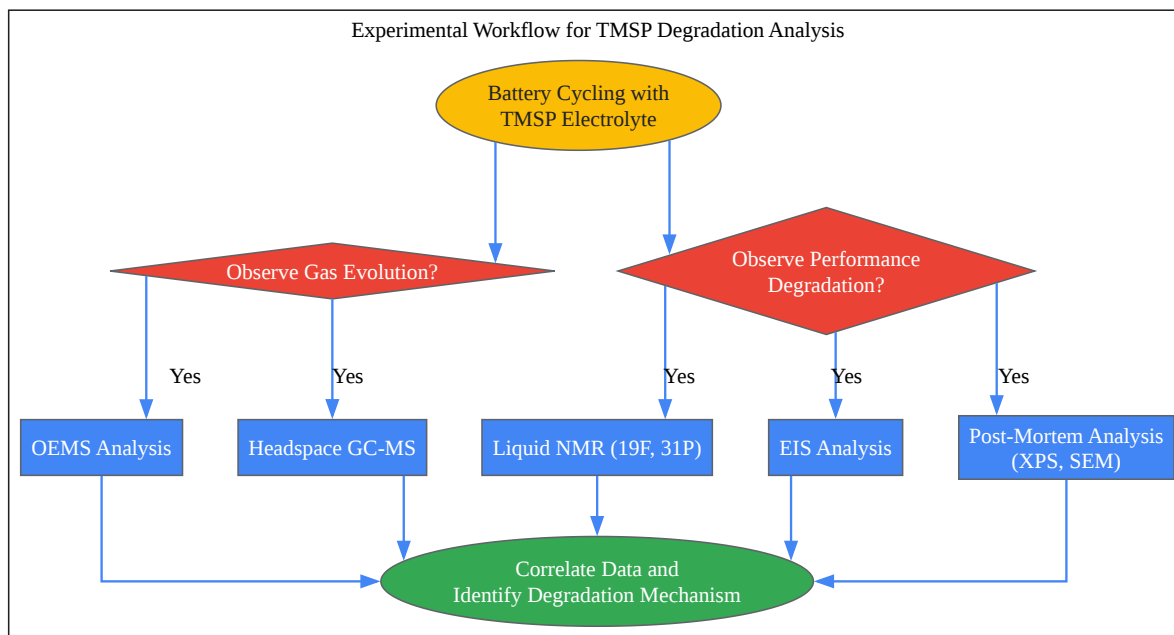 Experimental Workflow for TMSP Degradation Analysis
Battery Cycling with
TMSP Electrolyte
Observe Gas Evolution?
Observe Performance
Degradation?
Yes
Yes
Yes
Yes
Yes
OEMS Analysis
Headspace GC-MS
Liquid NMR (19F, 31P)
EIS Analysis
Post-Mortem Analysis
(XPS, SEM)
Correlate Data and
Identify Degradation Mechanism